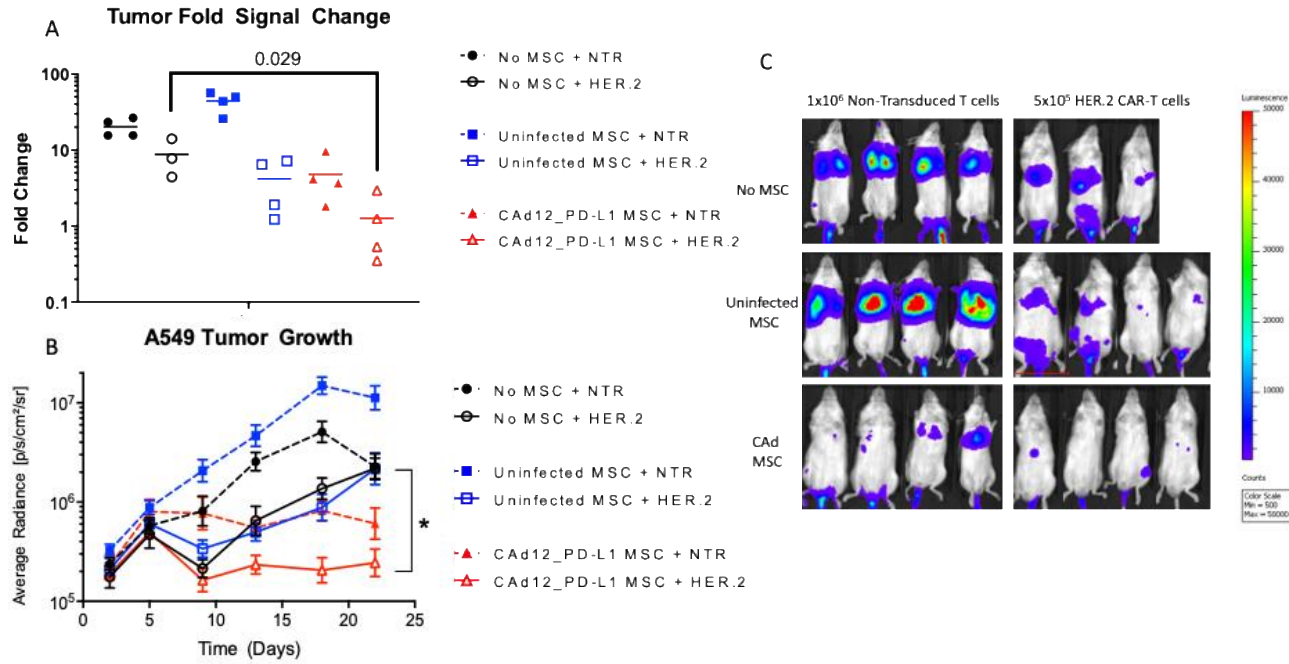 A
Tumor Fold Signal Change
0.029
Fold Change
100
10
1
0.1
No MSC + NTR
No MSC + HER.2
Uninfected MSC + NTR
Uninfected MSC + HER.2
CAd12_PD-L1 MSC + NTR
CAd12_PD-L1 MSC + HER.2
B
A549 Tumor Growth
Average Radiance [p/s/cm²/sr]
10⁷
10⁶
10⁵
0 5 10 15 20 25
Time (Days)
*
No MSC + NTR
No MSC + HER.2
Uninfected MSC + NTR
Uninfected MSC + HER.2
CAd12_PD-L1 MSC + NTR
CAd12_PD-L1 MSC + HER.2
C
1x10⁶ Non-Transduced T cells
5x10⁵ HER.2 CAR-T cells
No MSC
Uninfected
MSC
CAd
MSC
Luminescence
50000
40000
30000
20000
10000
Counts
Color Scale
Min = 500
Max = 50000